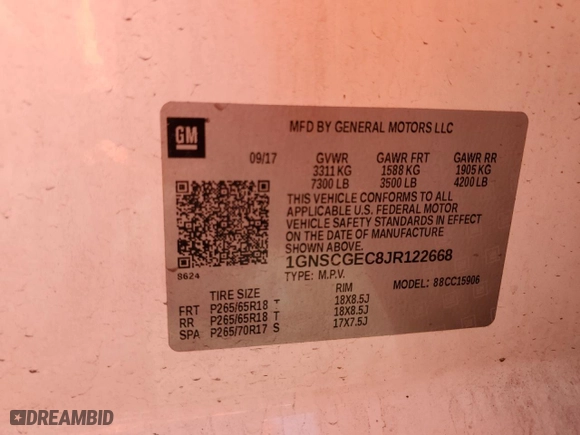 GM
MFD BY GENERAL MOTORS LLC
09/17 GVWR GAWR FRT GAWR RR
3311 KG 1588 KG 1905 KG
7300 LB 3500 LB 4200 LB
THIS VEHICLE CONFORMS TO ALL
APPLICABLE U.S. FEDERAL MOTOR
VEHICLE SAFETY STANDARDS IN EFFECT
ON THE DATE OF MANUFACTURE
SHOWN ABOVE.
1GNSCGEC8JR122668
8624
TYPE: M.P.V. MODEL: 88CC15906
TIRE SIZE RIM
FRT P265/65R18 T 18X8.5J
RR P265/65R18 T 18X8.5J
SPA P265/70R17 S 17X7.5J
DREAMBID